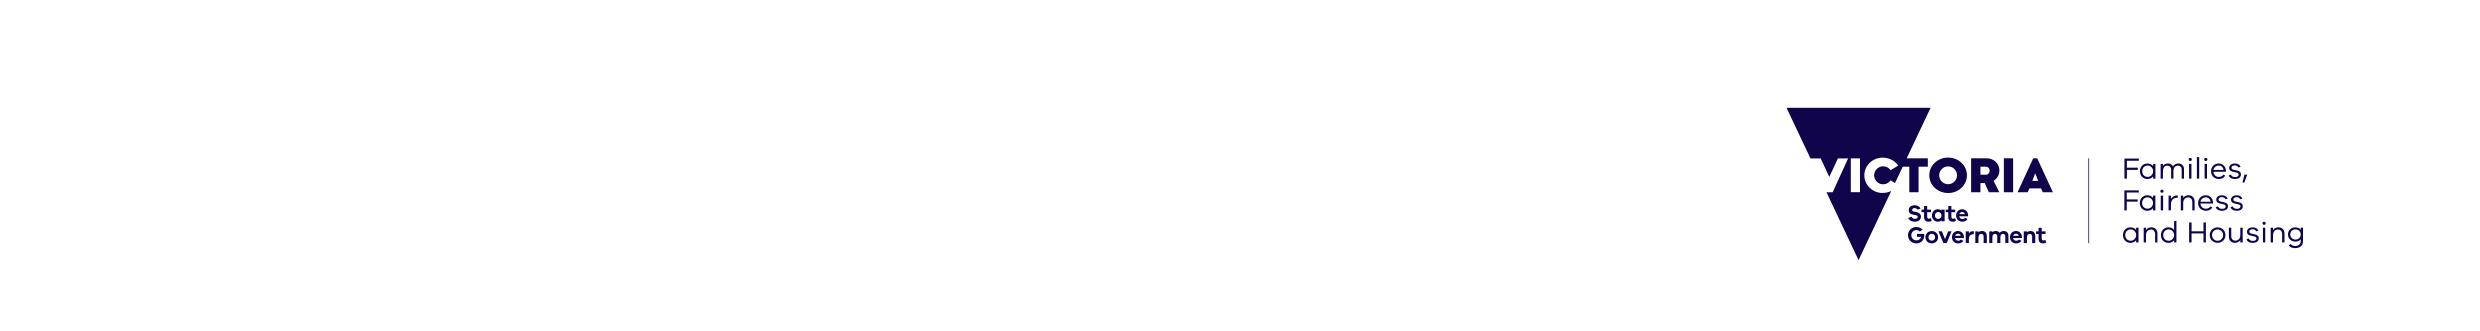 VICTORIA
State
Government
Families,
Fairness
and Housing